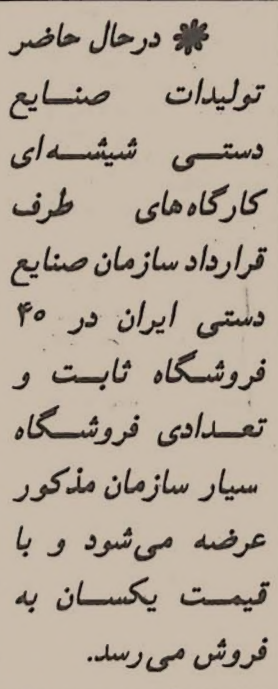 درحال حاضر
تولیدات صنایع
دستی شیشه‌ای
کارگاه‌های طرف
قرارداد سازمان صنایع
دستی ایران در ۴۰
فروشگاه ثابت و
تعدادی فروشگاه
سیار سازمان مذکور
عرضه می‌شود و با
قیمت یکسان به
فروش می‌رسد.